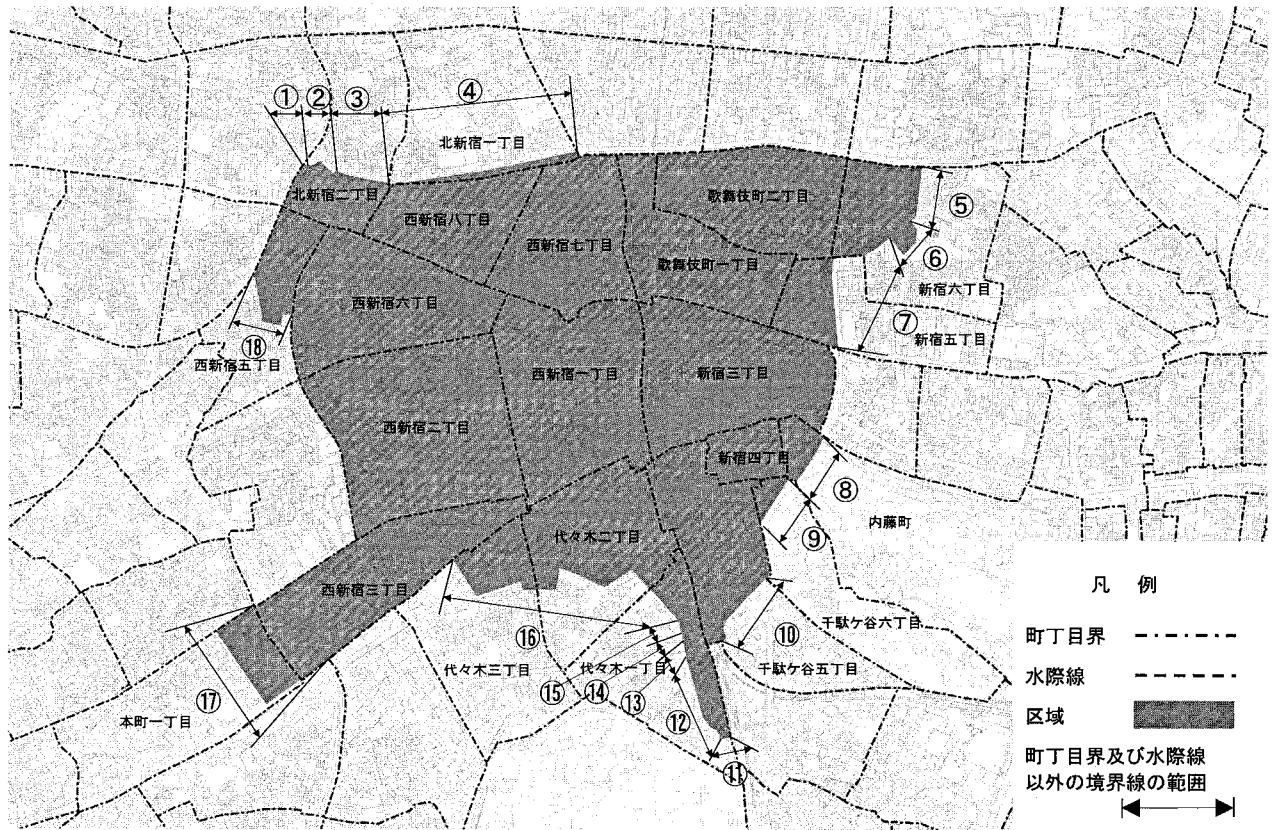 ① ② ③ ④
北新宿一丁目
北新宿二丁目
西新宿八丁目
西新宿七丁目
歌舞伎町二丁目
⑤
歌舞伎町一丁目
⑥
新宿六丁目
西新宿六丁目
⑦
新宿五丁目
⑱
西新宿五丁目
西新宿一丁目
新宿三丁目
西新宿二丁目
新宿四丁目
⑧
内藤町
⑨
代々木二丁目
西新宿三丁目
千駄ケ谷六丁目
⑩
⑯
代々木三丁目
代々木一丁目
千駄ケ谷五丁目
⑮ ⑭ ⑬
⑫
⑰
本町一丁目
⑪
凡 例
町丁目界
水際線
区域
町丁目界及び水際線
以外の境界線の範囲